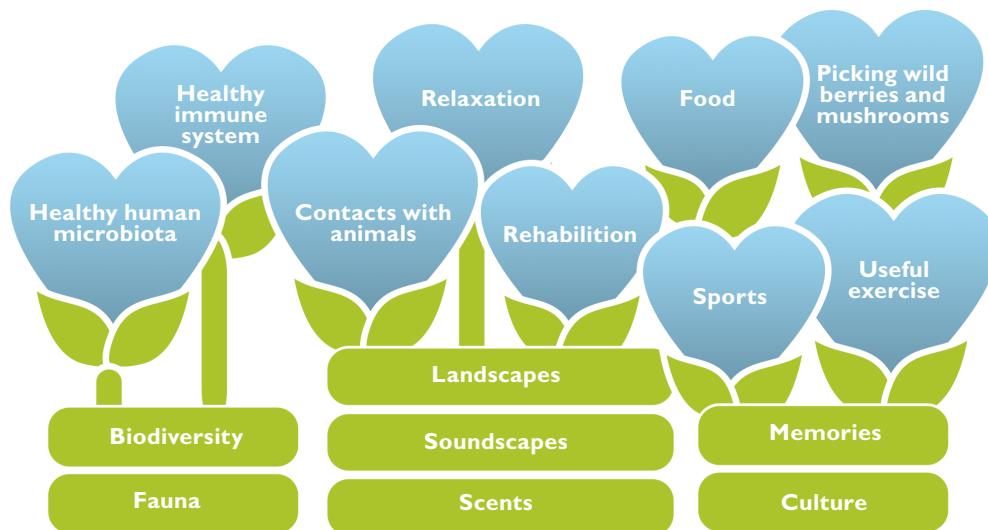 Healthy
immune
system
Relaxation
Food
Picking wild
berries and
mushrooms
Healthy human
microbiota
Contacts with
animals
Rehabilition
Sports
Useful
exercise
Landscapes
Biodiversity
Soundscapes
Memories
Fauna
Scents
Culture